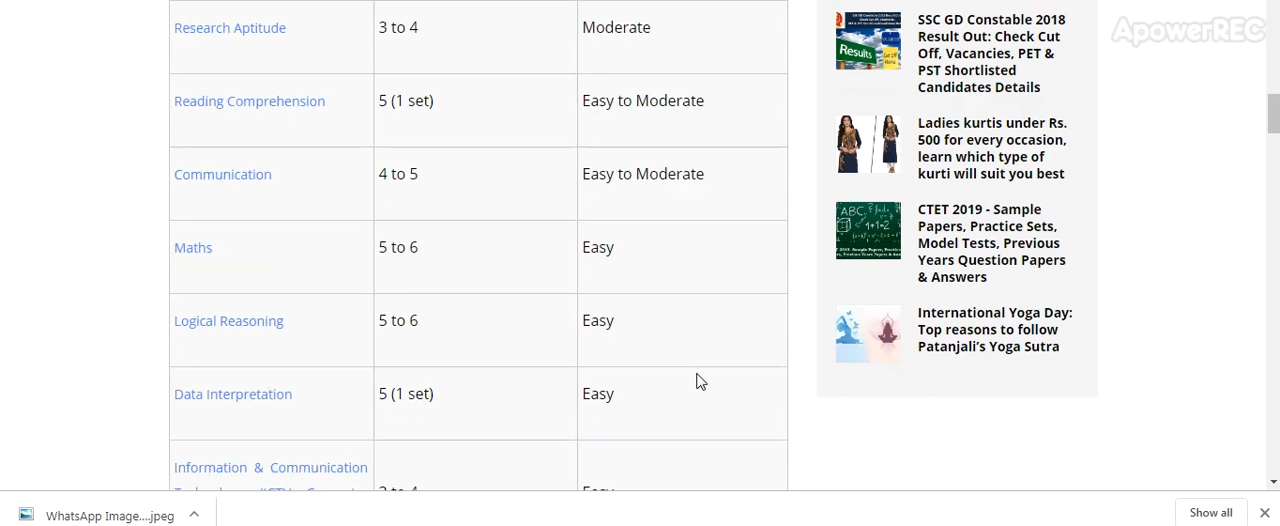 Research Aptitude 3 to 4 Moderate
Reading Comprehension 5 (1 set) Easy to Moderate
Communication 4 to 5 Easy to Moderate
Maths 5 to 6 Easy
Logical Reasoning 5 to 6 Easy
Data Interpretation 5 (1 set) Easy
Information & Communication
SSC GD Constable 2018
Result Out: Check Cut
Off, Vacancies, PET &
PST Shortlisted
Candidates Details
Ladies kurtis under Rs.
500 for every occasion,
learn which type of
kurti will suit you best
CTET 2019 - Sample
Papers, Practice Sets,
Model Tests, Previous
Years Question Papers
& Answers
International Yoga Day:
Top reasons to follow
Patanjali’s Yoga Sutra
Results
ABC
ApowerREC
WhatsApp Image....jpeg
Show all